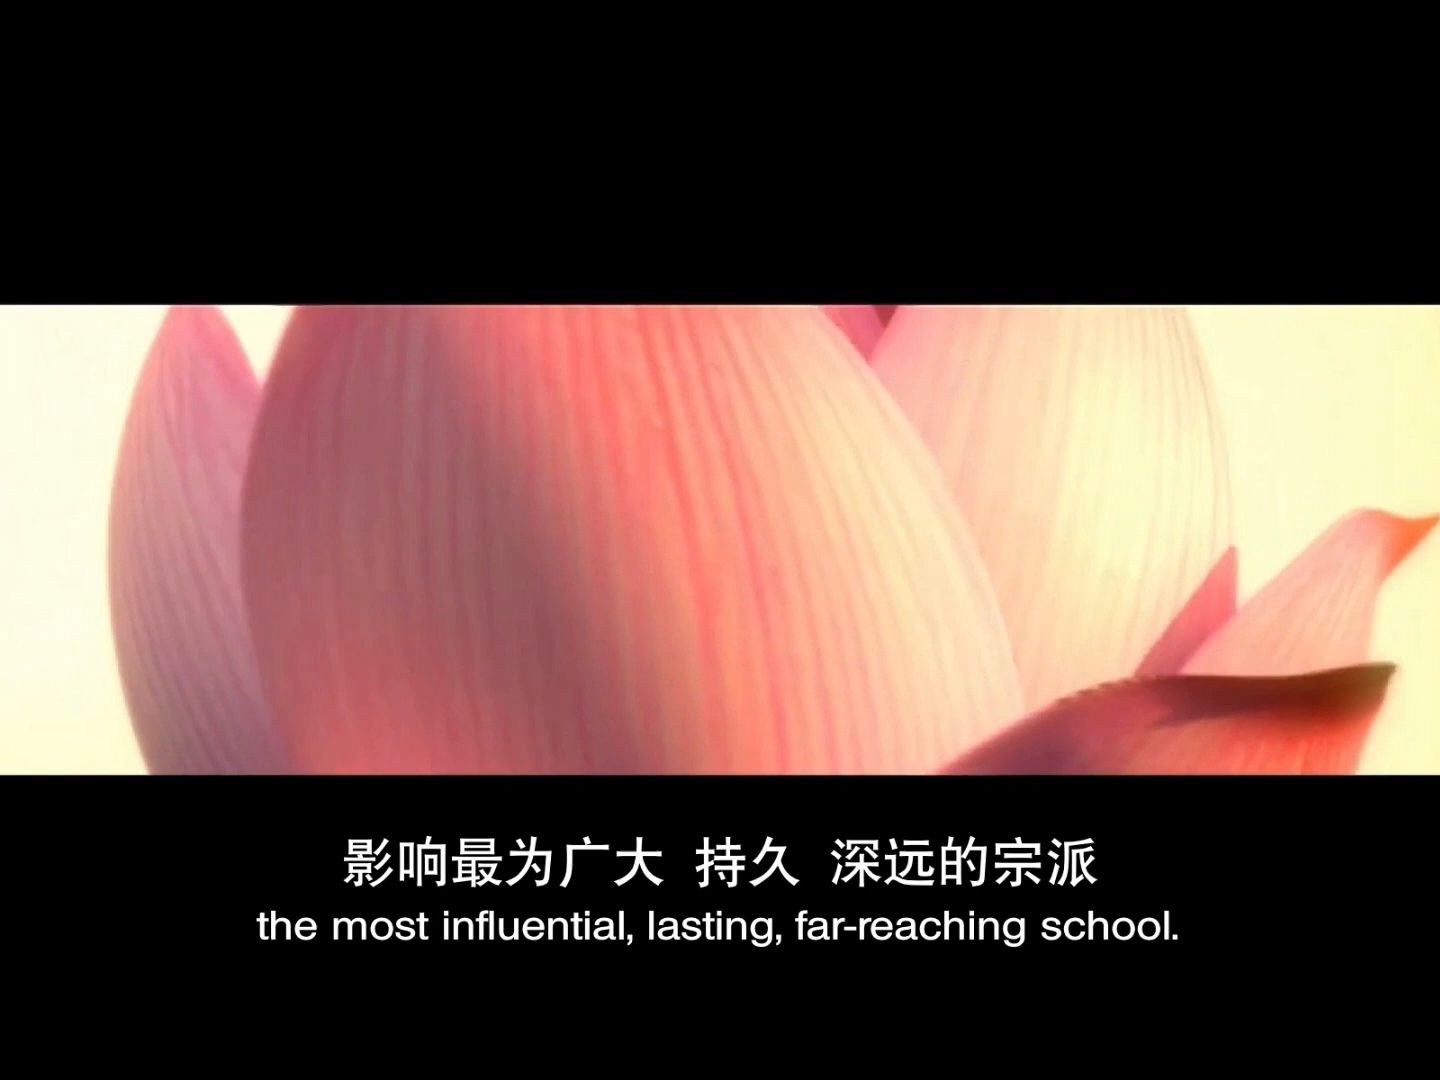 影响最为广大 持久 深远的宗派
the most influential, lasting, far-reaching school.